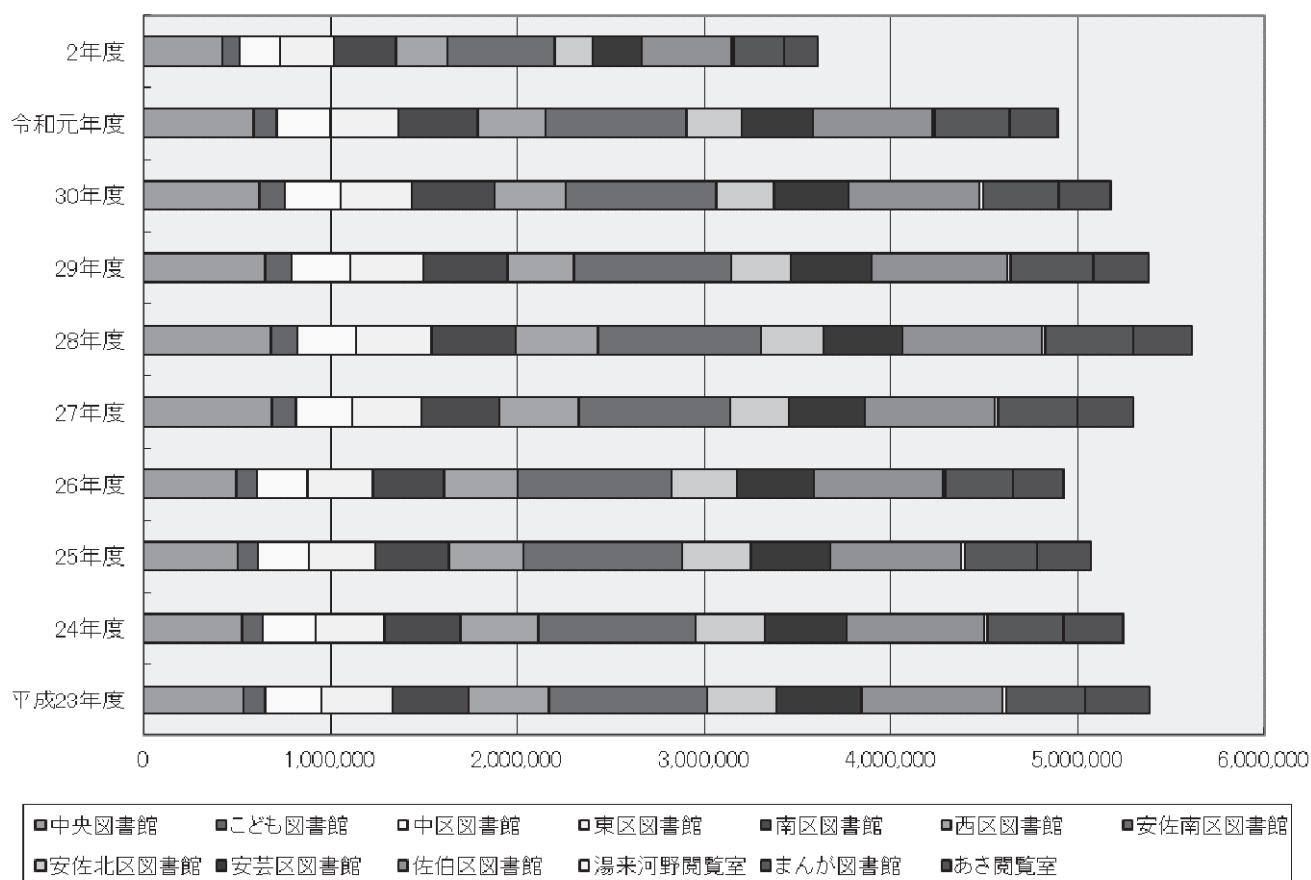 2年度
令和元年度
30年度
29年度
28年度
27年度
26年度
25年度
24年度
平成23年度
0 1,000,000 2,000,000 3,000,000 4,000,000 5,000,000 6,000,000
中央図書館 こども図書館 中区図書館 東区図書館 南区図書館 西区図書館 安佐南区図書館
安佐北区図書館 安芸区図書館 佐伯区図書館 湯来河野閲覧室 まんが図書館 あさ閲覧室